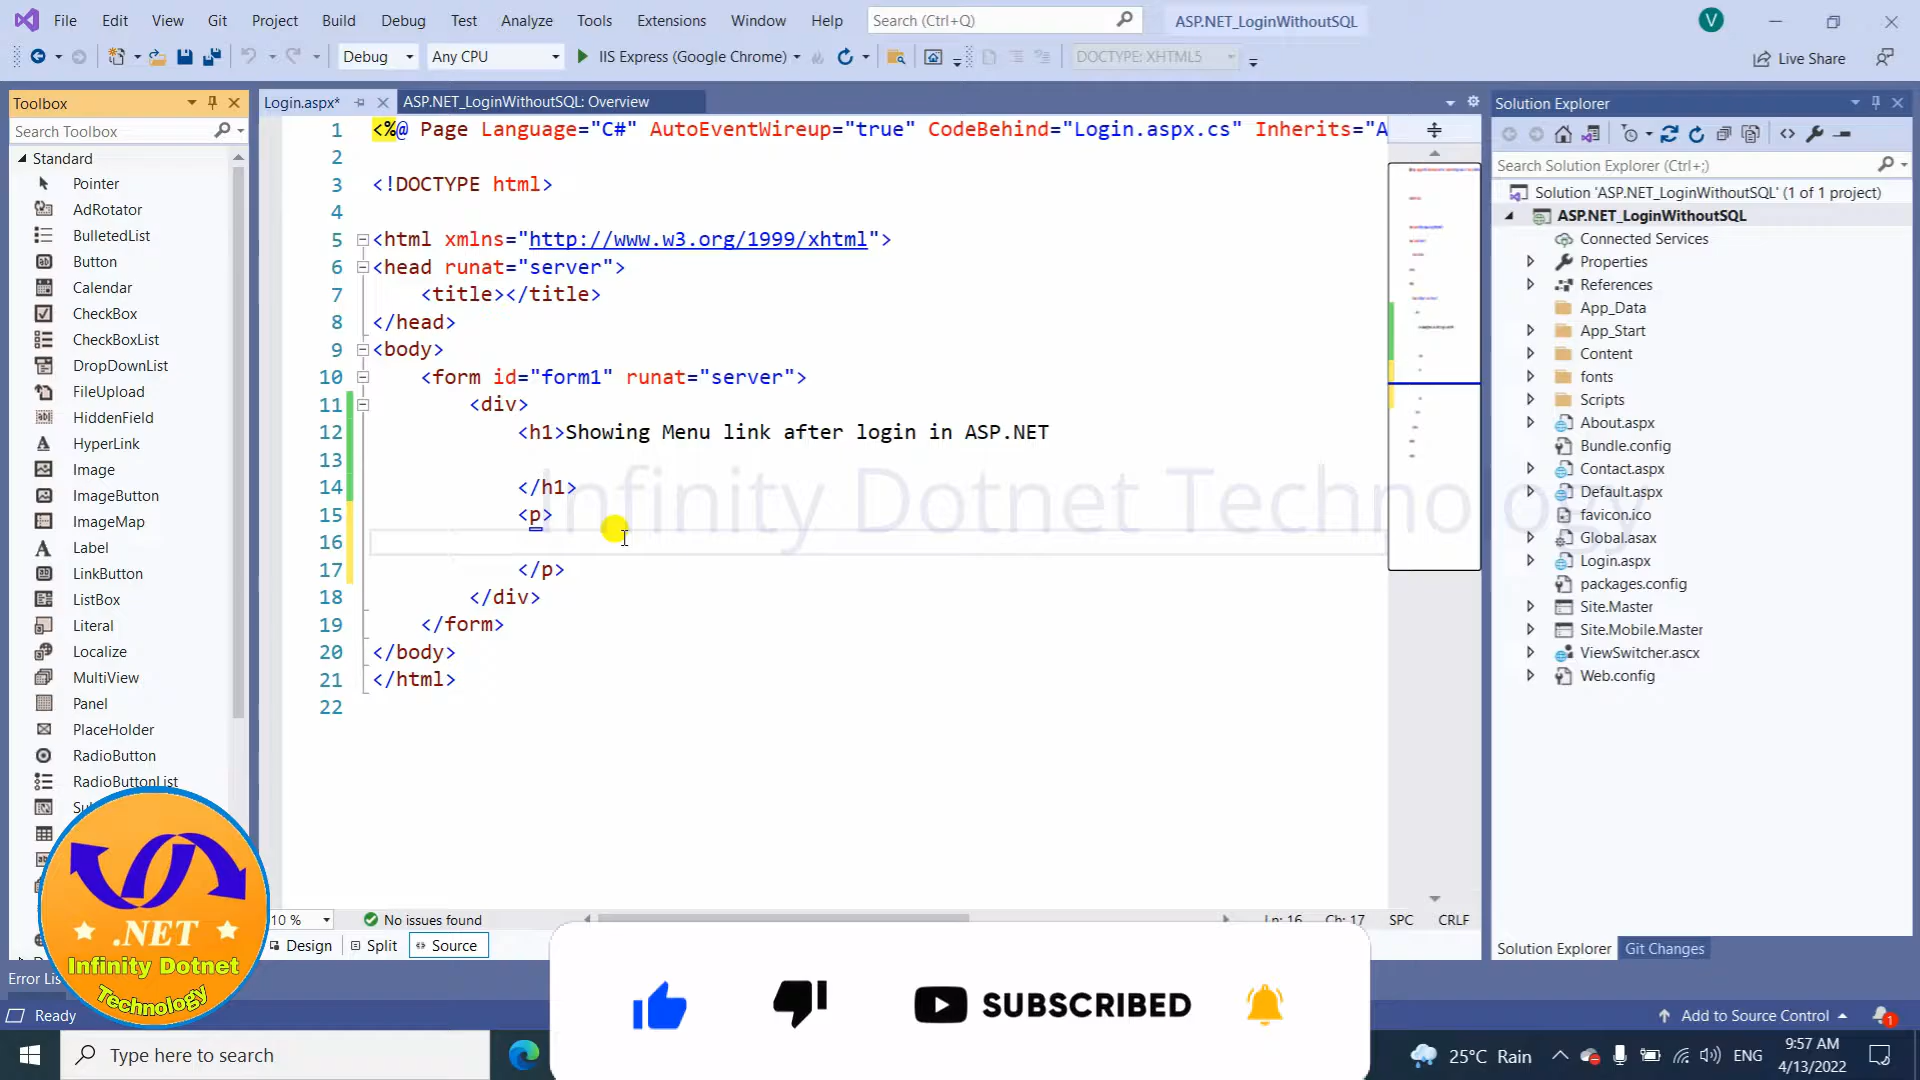 File Edit View Git Project Build Debug Test Analyze Tools Extensions Window Help Search (Ctrl+Q) ASP.NET_LoginWithoutSQL V
Debug Any CPU IIS Express (Google Chrome) DOCTYPE: XHTML5 Live Share
Toolbox
Search Toolbox
Standard
Pointer
AdRotator
BulletedList
Button
Calendar
CheckBox
CheckBoxList
DropDownList
FileUpload
HiddenField
HyperLink
Image
ImageButton
ImageMap
Label
LinkButton
ListBox
Literal
Localize
MultiView
Panel
PlaceHolder
RadioButton
RadioButtonList
Login.aspx* ASP.NET_LoginWithoutSQL: Overview
1 <%@ Page Language="C#" AutoEventWireup="true" CodeBehind="Login.aspx.cs" Inherits="A
2
3 <!DOCTYPE html>
4
5 <html xmlns="http://www.w3.org/1999/xhtml">
6 <head runat="server">
7 <title></title>
8 </head>
9 <body>
10 <form id="form1" runat="server">
11 <div>
12 <h1>Showing Menu link after login in ASP.NET
13
14 </h1>
15 <p>
16
17 </p>
18 </div>
19 </form>
20 </body>
21 </html>
22
Infinity Dotnet Technology
10 % No issues found Ln: 16 Ch: 17 SPC CRLF
Design Split Source
Solution Explorer
Search Solution Explorer (Ctrl+;)
Solution 'ASP.NET_LoginWithoutSQL' (1 of 1 project)
ASP.NET_LoginWithoutSQL
Connected Services
Properties
References
App_Data
App_Start
Content
fonts
Scripts
About.aspx
Bundle.config
Contact.aspx
Default.aspx
favicon.ico
Global.asax
Login.aspx
packages.config
Site.Master
Site.Mobile.Master
ViewSwitcher.ascx
Web.config
Solution Explorer Git Changes
.NET
Infinity Dotnet
Technology
Error Lis
SUBSCRIBED
Ready Add to Source Control 1
Type here to search 25°C Rain ENG 9:57 AM
4/13/2022